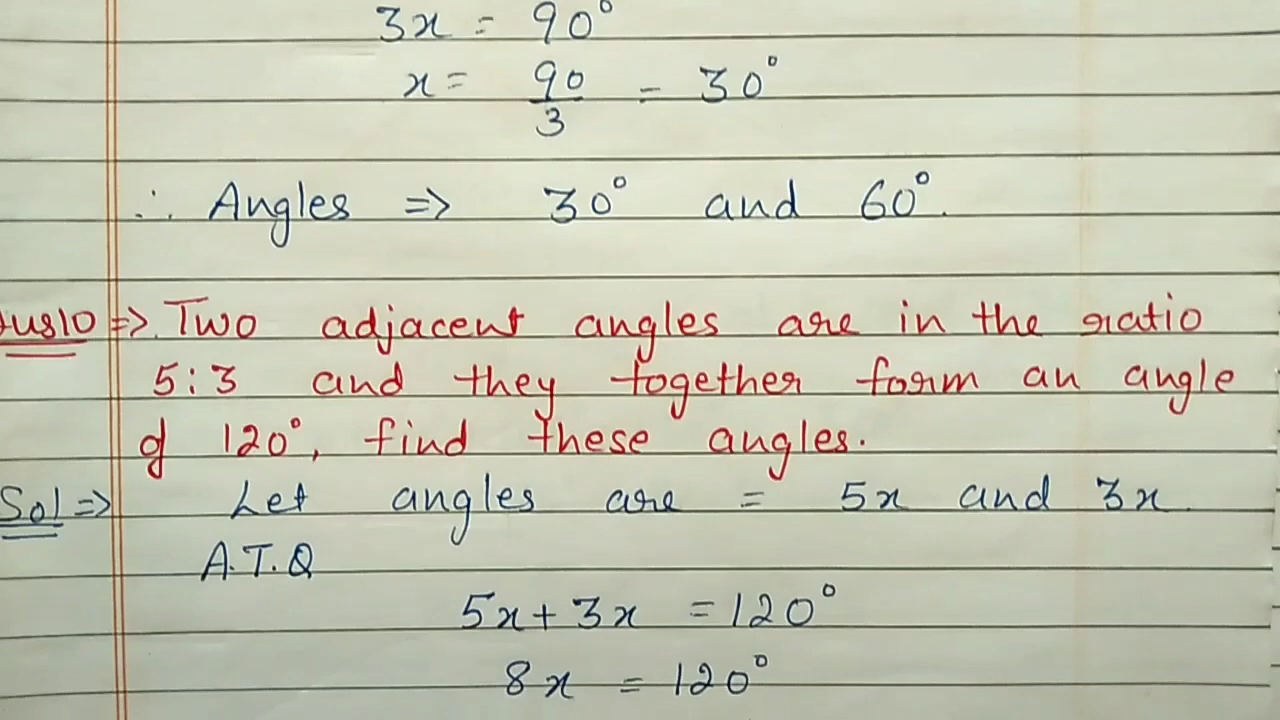 3x = 90°
x = 90/3 = 30°
∴ Angles ⇒ 30° and 60°.
Two adjacent angles are in the ratio
5:3 and they together form an angle
of 120°, find these angles.
Sol ⇒ Let angles are = 5x and 3x.
A.T.Q
5x + 3x = 120°
8x = 120°